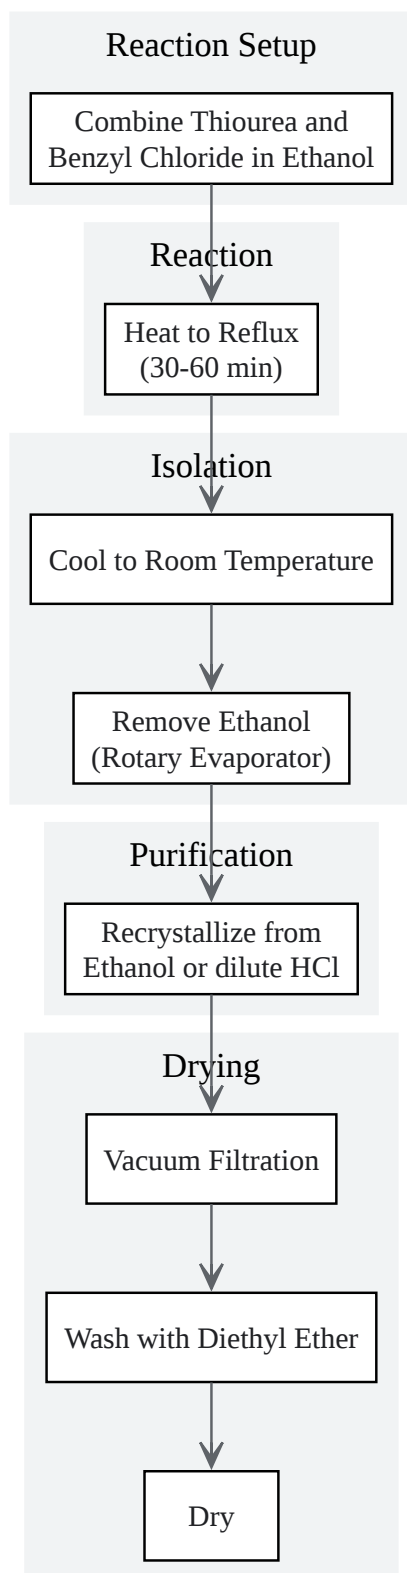 Reaction Setup
Combine Thiourea and
Benzyl Chloride in Ethanol
Reaction
Heat to Reflux
(30-60 min)
Isolation
Cool to Room Temperature
Remove Ethanol
(Rotary Evaporator)
Purification
Recrystallize from
Ethanol or dilute HCl
Drying
Vacuum Filtration
Wash with Diethyl Ether
Dry